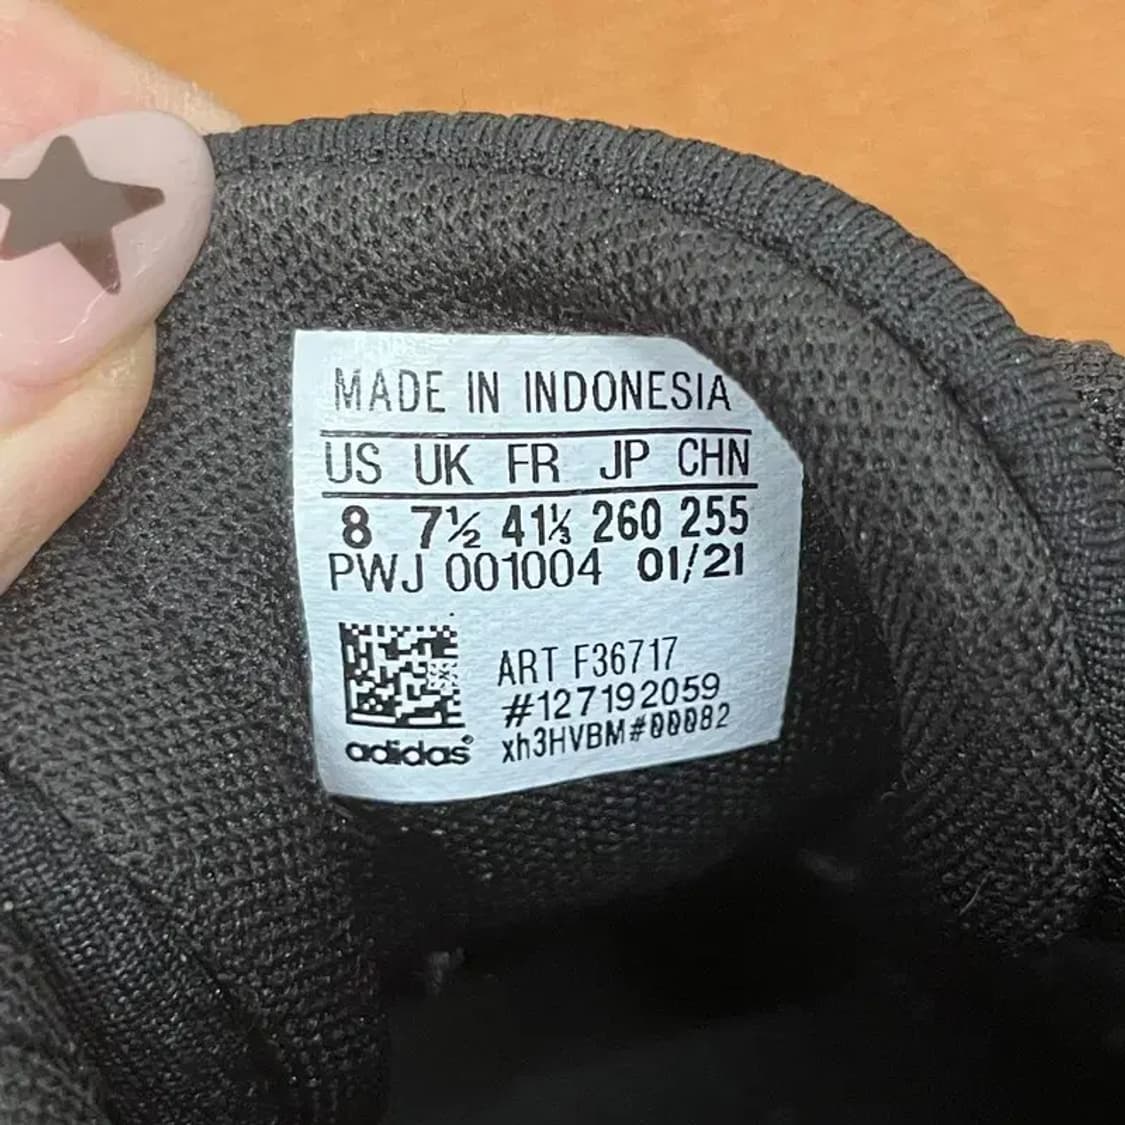 MADE IN INDONESIA
US UK FR JP CHN
8 7½ 41⅓ 260 255
PWJ 001004 01/21
ART F36717
#127192059
xh3HVBM#00082
adidas®